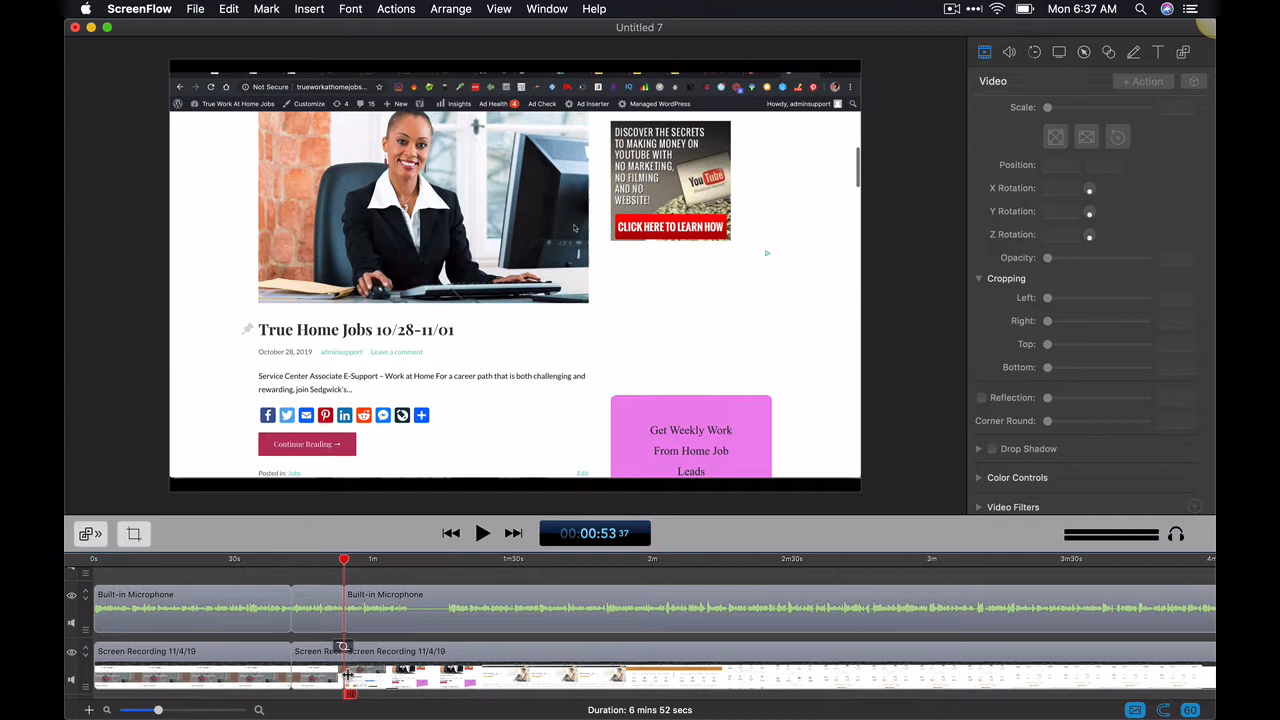 ScreenFlow File Edit Mark Insert Font Actions Arrange View Window Help Mon 6:37 AM
Untitled 7
Not Secure | trueworkathomejobs...
True Work At Home Jobs Customize 4 15 New Insights Ad Health 4 Ad Check Ad Inserter Managed WordPress Howdy, adminsupport
DISCOVER THE SECRETS
TO MAKING MONEY ON
YOUTUBE WITH
NO MARKETING,
NO FILMING
AND NO
WEBSITE!
You Tube
CLICK HERE TO LEARN HOW
True Home Jobs 10/28-11/01
October 28, 2019 adminsupport Leave a comment
Service Center Associate E-Support – Work at Home For a career path that is both challenging and
rewarding, join Sedgwick's...
Continue Reading →
Posted in: Jobs Edit
Get Weekly Work
From Home Job
Leads
Video + Action
Scale:
Position:
X Rotation:
Y Rotation:
Z Rotation:
Opacity:
Cropping
Left:
Right:
Top:
Bottom:
Reflection:
Corner Round:
Drop Shadow
Color Controls
Video Filters
00:00:53 37
0s 30s 1m 1m30s 2m 2m30s 3m 3m30s 4m
Built-in Microphone Built-in Microphone
Screen Recording 11/4/19 Screen Re Screen Recording 11/4/19
Duration: 6 mins 52 secs
60